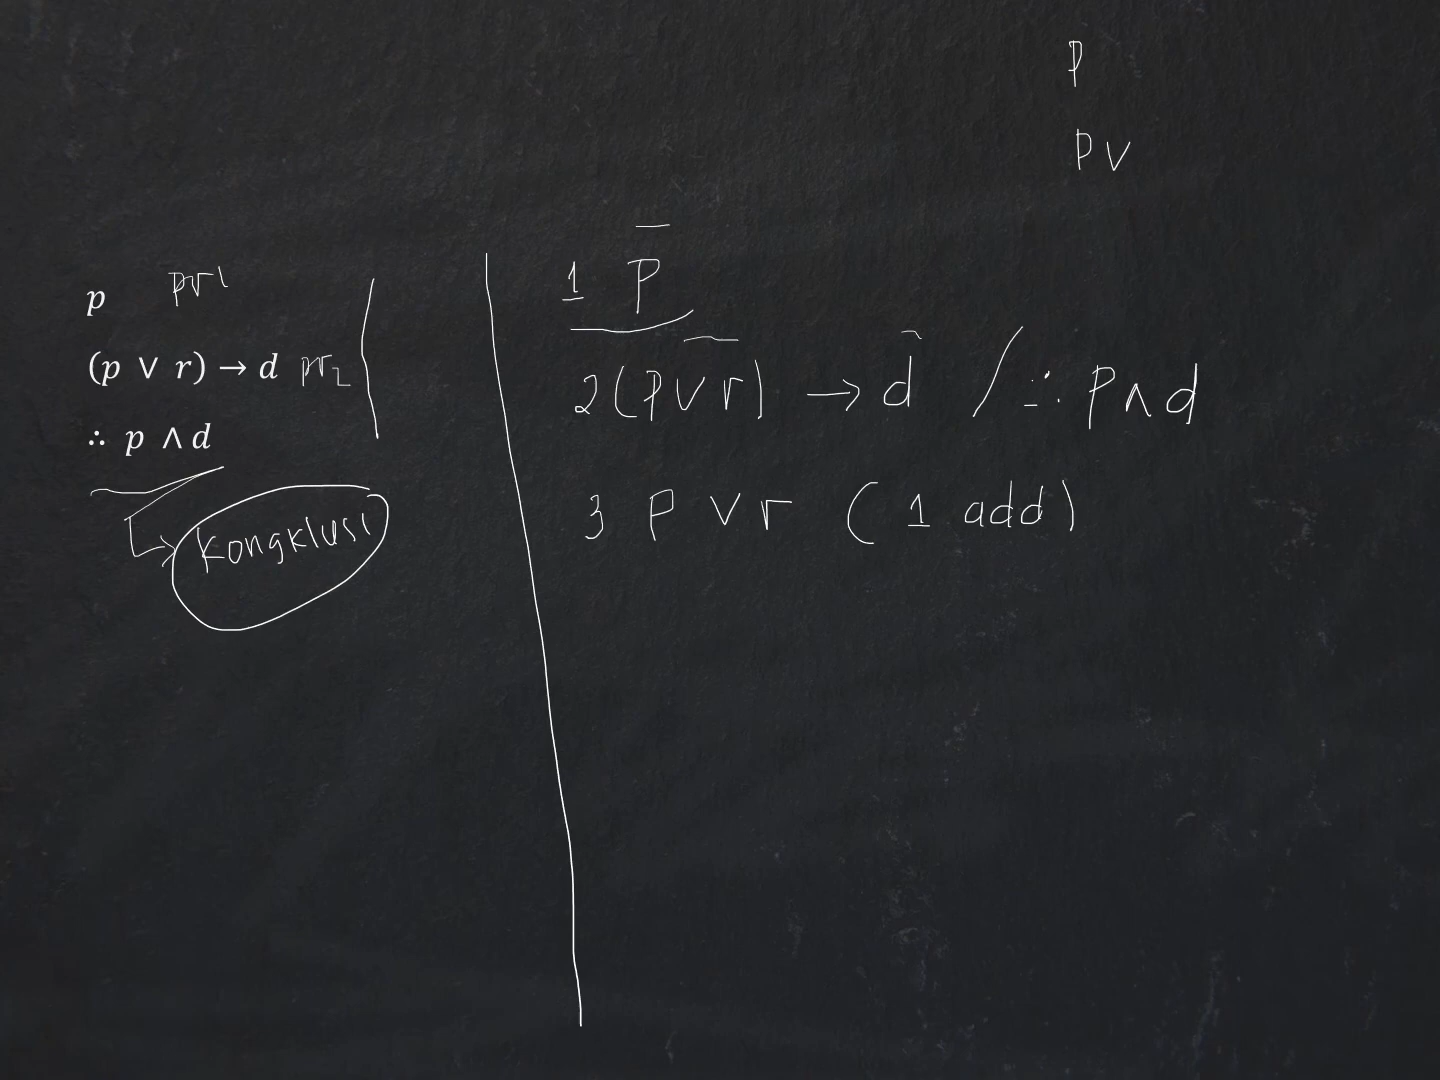 p
p ∨
p pr1
(p ∨ r) → d pr2
∴ p ∧ d
Kongklusi
1 p
2 (p ∨ r) → d / ∴ p ∧ d
3 p ∨ r (1 add)